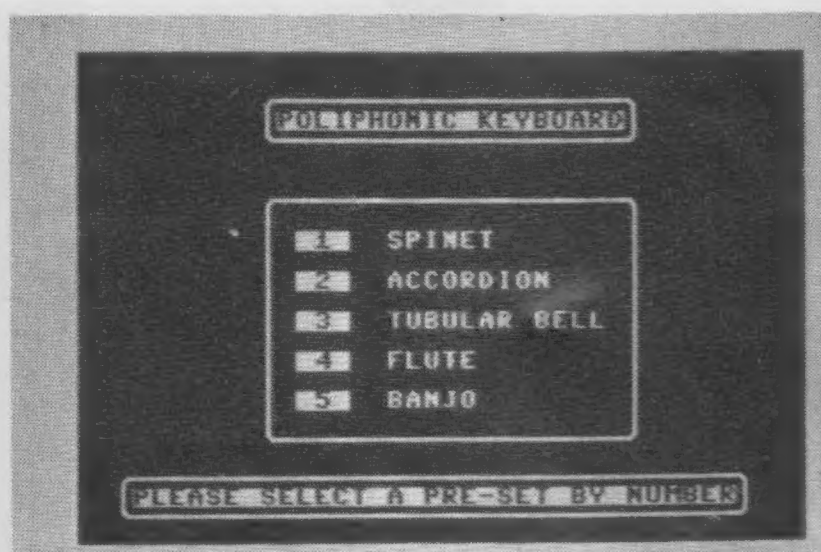 POLIPHONIC KEYBOARD
1 SPINET
2 ACCORDION
3 TUBULAR BELL
4 FLUTE
5 BANJO
PLEASE SELECT A PRE-SET BY NUMBER